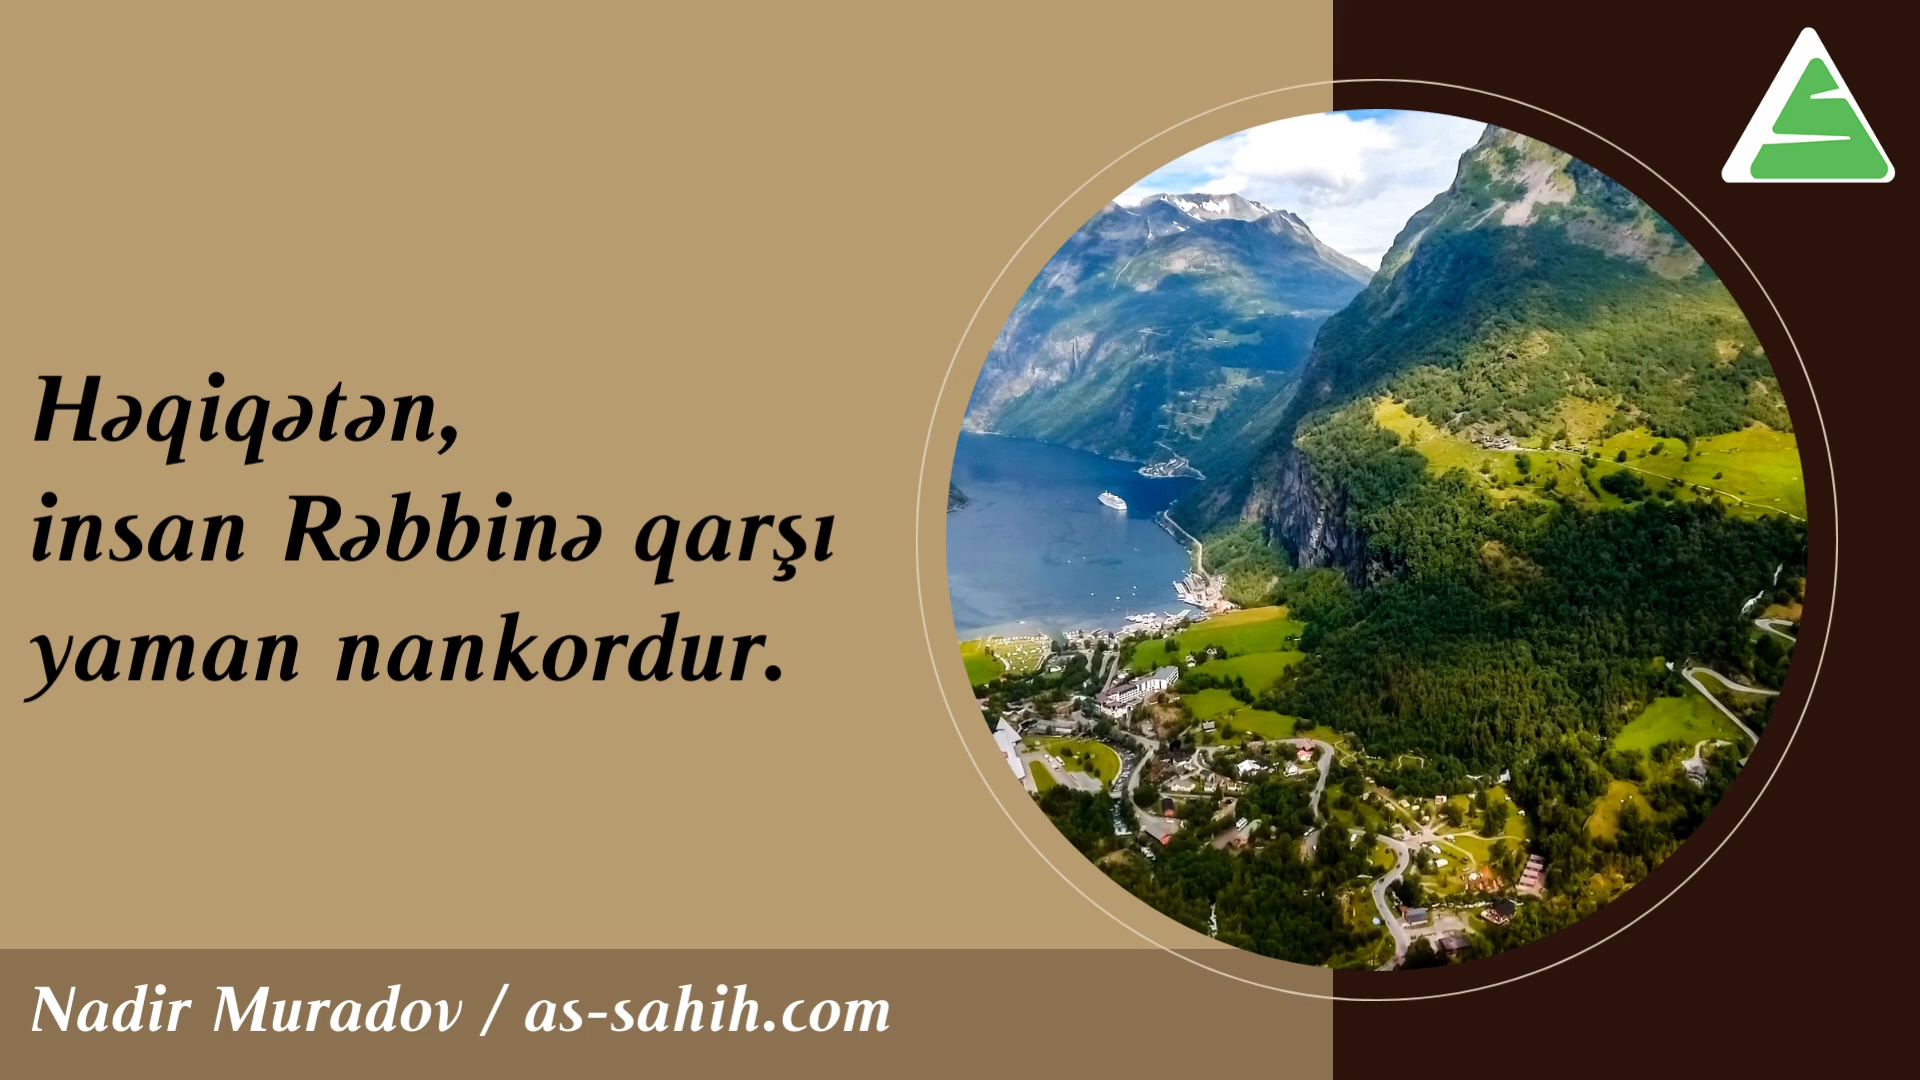 Həqiqətən,
insan Rəbbinə qarşı
yaman nankordur.
Nadir Muradov / as-sahih.com